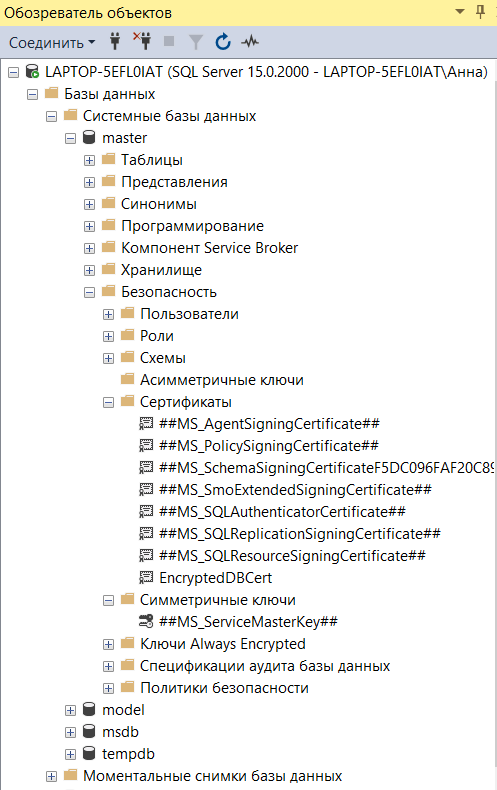 Обозреватель объектов
Соединить
LAPTOP-5EFL0IAT (SQL Server 15.0.2000 - LAPTOP-5EFL0IAT\Анна)
Базы данных
Системные базы данных
master
Таблицы
Представления
Синонимы
Программирование
Компонент Service Broker
Хранилище
Безопасность
Пользователи
Роли
Схемы
Асимметричные ключи
Сертификаты
##MS_AgentSigningCertificate##
##MS_PolicySigningCertificate##
##MS_SchemaSigningCertificateF5DC096FAF20C89
##MS_SmoExtendedSigningCertificate##
##MS_SQLAuthenticatorCertificate##
##MS_SQLReplicationSigningCertificate##
##MS_SQLResourceSigningCertificate##
EncryptedDBCert
Симметричные ключи
##MS_ServiceMasterKey##
Ключи Always Encrypted
Спецификации аудита базы данных
Политики безопасности
model
msdb
tempdb
Моментальные снимки базы данных